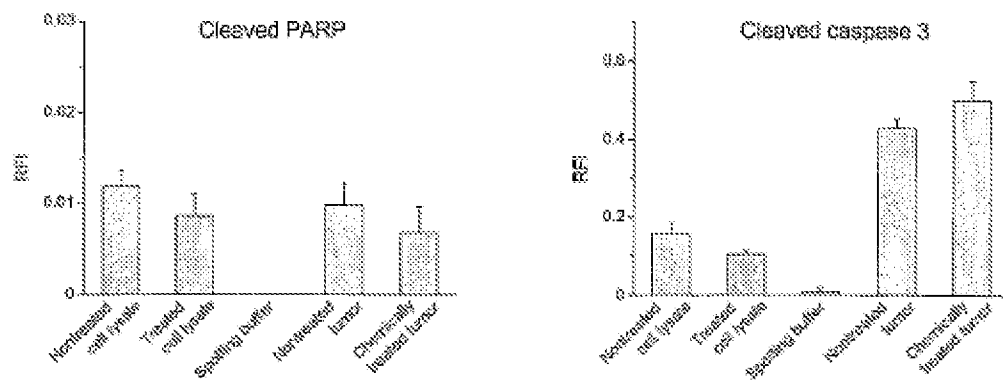 Cleaved PARP
0.03
0.02
0.01
0
RFI
Nontreated
cell lysate
Treated
cell lysate
Spotting buffer
Nontreated
tumor
Chemically
treated tumor
Cleaved caspase 3
0.6
0.4
0.2
0
RFI
Nontreated
cell lysate
Treated
cell lysate
Spotting buffer
Nontreated
tumor
Chemically
treated tumor